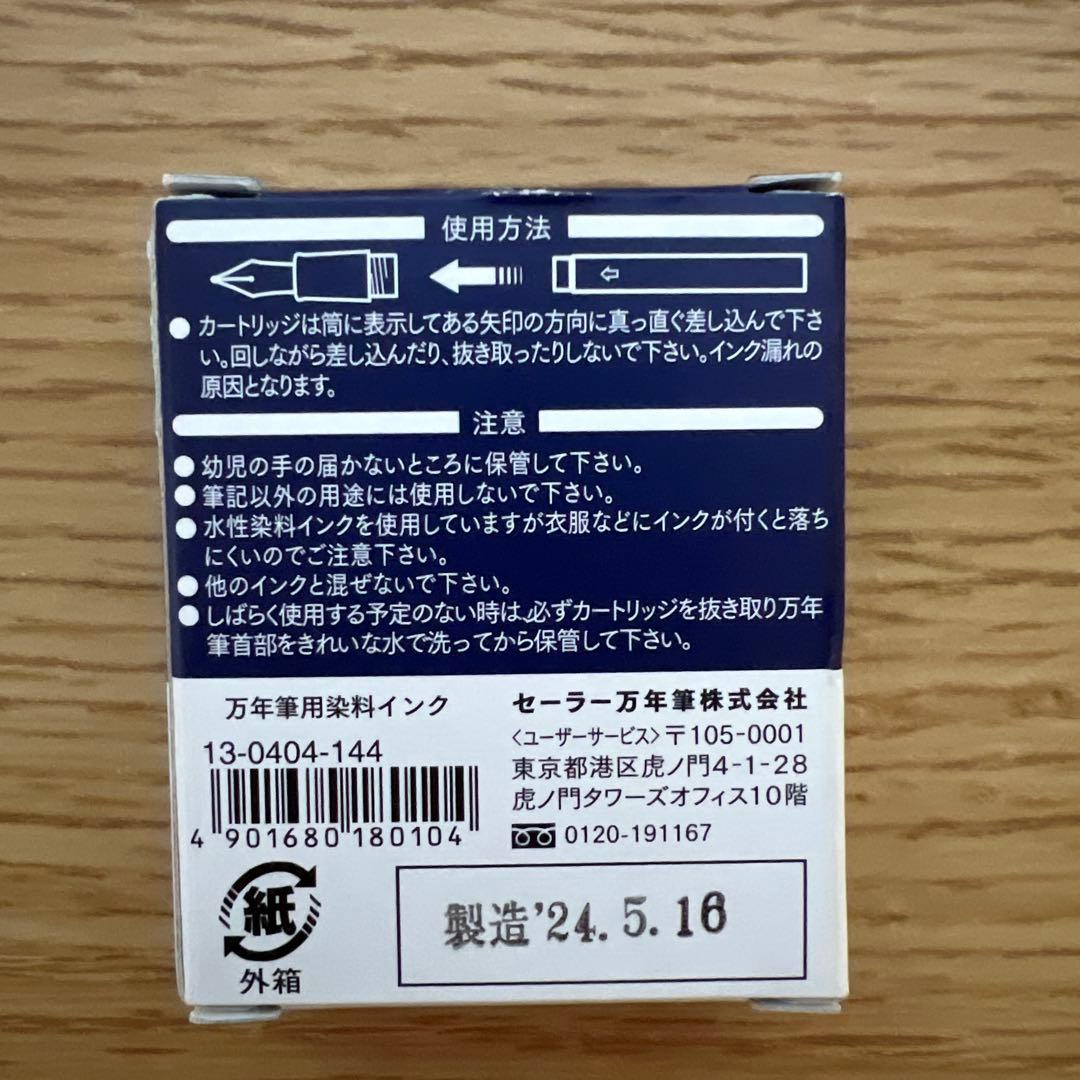 使用方法
●カートリッジは筒に表示してある矢印の方向に真っ直ぐ差し込んで下さ
い。回しながら差し込んだり、抜き取ったりしないで下さい。インク漏れの
原因となります。
注意
●幼児の手の届かないところに保管して下さい。
●筆記以外の用途には使用しないで下さい。
●水性染料インクを使用していますが衣服などにインクが付くと落ち
にくいのでご注意下さい。
●他のインクと混ぜないで下さい。
●しばらく使用する予定のない時は、必ずカートリッジを抜き取り万年
筆首部をきれいな水で洗ってから保管して下さい。
万年筆用染料インク
13-0404-144
4 901680 180104
セーラー万年筆株式会社
〈ユーザーサービス〉〒105-0001
東京都港区虎ノ門4-1-28
虎ノ門タワーズオフィス10階
0120-191167
紙
外箱
製造'24.5.16